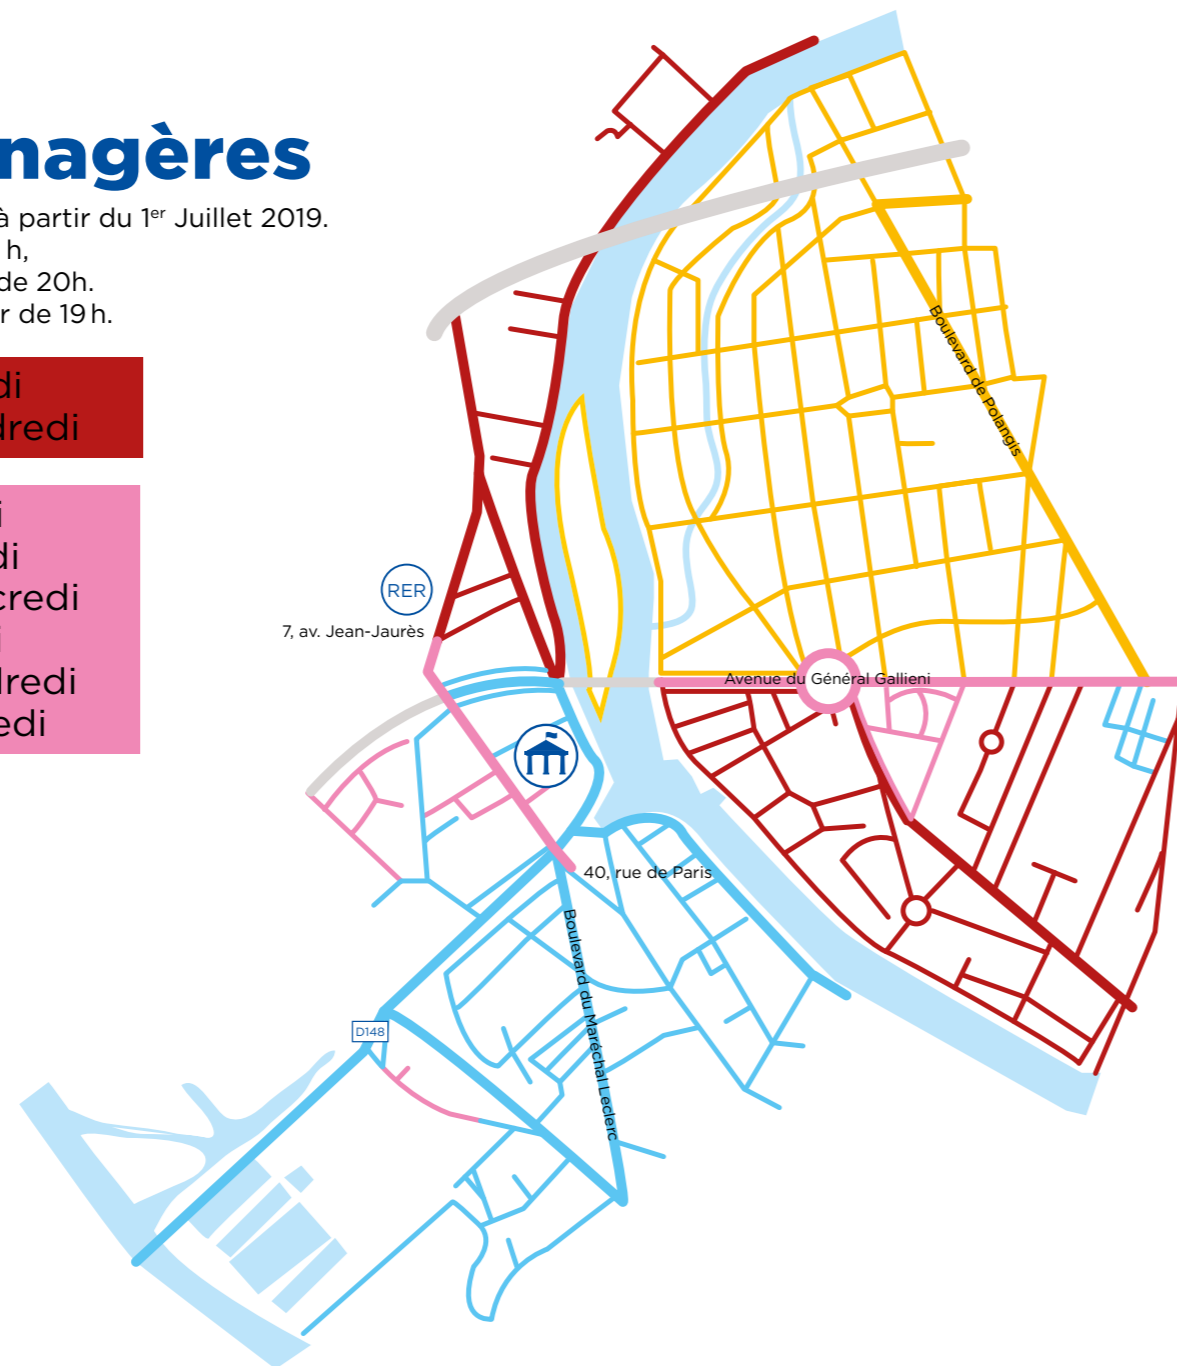 nagères
à partir du 1er Juillet 2019.
h,
de 20h.
r de 19 h.
di
dredi
i
di
credi
i
dredi
edi
RER
7, av. Jean-Jaurès
Boulevard de Polangis
Avenue du Général Gallieni
40, rue de Paris
Boulevard du Maréchal Leclerc
D148